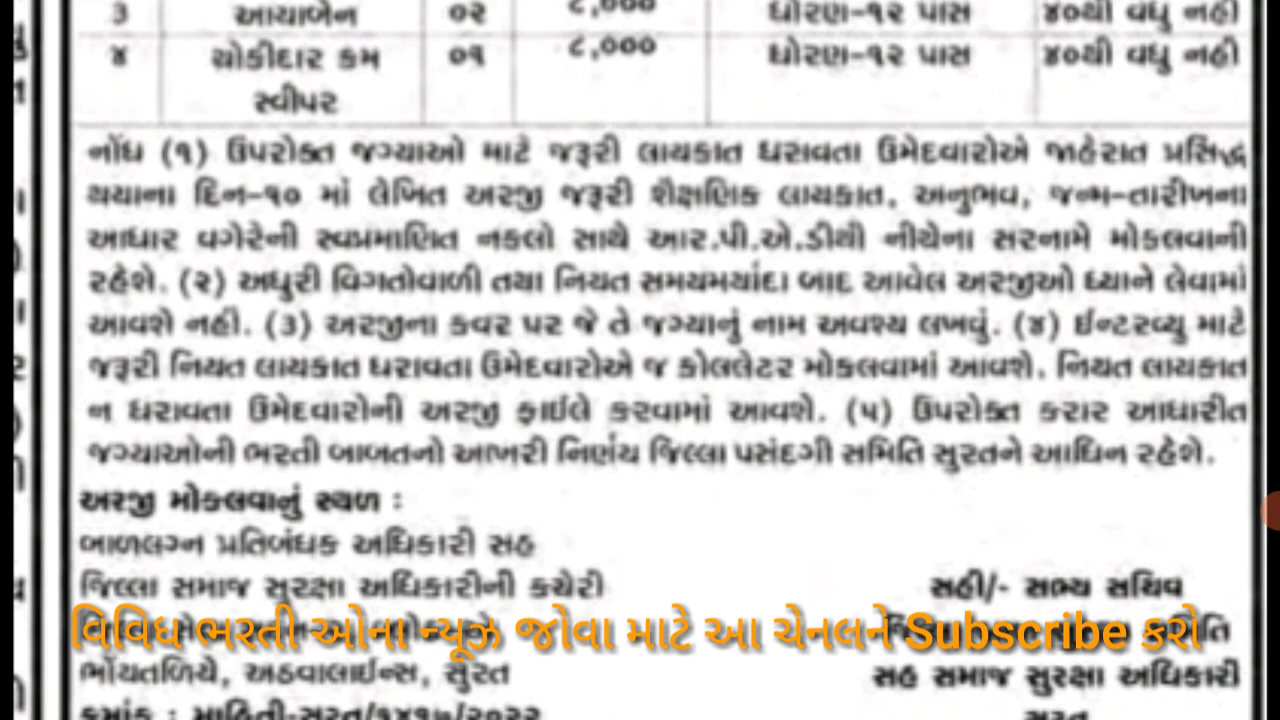 ૩ આયાબેન ૦૨ ૮,૦૦૦ ધોરણ-૧૨ પાસ ૪૦થી વધુ નહી
૪ ચોકીદાર કમ ૦૧ ૮,૦૦૦ ધોરણ-૧૨ પાસ ૪૦થી વધુ નહી
સ્વીપર
નોંધ (૧) ઉપરોક્ત જગ્યાઓ માટે જરૂરી લાયકાત ધરાવતા ઉમેદવારોએ જાહેરાત પ્રસિદ્ધ
થયાના દિન-૧૦ માં લેખિત અરજી જરૂરી શૈક્ષણિક લાયકાત, અનુભવ, જન્મ-તારીખના
આધાર વગેરેની સ્વપ્રમાણિત નકલો સાથે આર.પી.એ.ડીથી નીચેના સરનામે મોકલવાની
રહેશે. (૨) અધુરી વિગતોવાળી તથા નિયત સમયમર્યાદા બાદ આવેલ અરજીઓ ધ્યાને લેવામાં
આવશે નહી. (૩) અરજીના કવર પર જે તે જગ્યાનું નામ અવશ્ય લખવું. (૪) ઈન્ટરવ્યુ માટે
જરૂરી નિયત લાયકાત ધરાવતા ઉમેદવારોએ જ કોલલેટર મોકલવામાં આવશે. નિયત લાયકાત
ન ધરાવતા ઉમેદવારોની અરજી ફાઈલે કરવામાં આવશે. (૫) ઉપરોક્ત કરાર આધારીત
જગ્યાઓની ભરતી બાબતનો આખરી નિર્ણય જિલ્લા પસંદગી સમિતિ સુરતને આધિન રહેશે.
અરજી મોકલવાનું સ્થળ :
બાળલગ્ન પ્રતિબંધક અધિકારી સહ
જિલ્લા સમાજ સુરક્ષા અધિકારીની કચેરી સહી/- સભ્ય સચિવ
વિવિધ ભરતી ઓના ન્યૂઝ જોવા માટે આ ચેનલને Subscribe કરો
ભોંયતળિયે, અઠવાલાઈન્સ, સુરત સહ સમાજ સુરક્ષા અધિકારી
ક્રમાંક : માહિતી-સુરત/૧૪૧૭/૨૦૨૨ સુરત